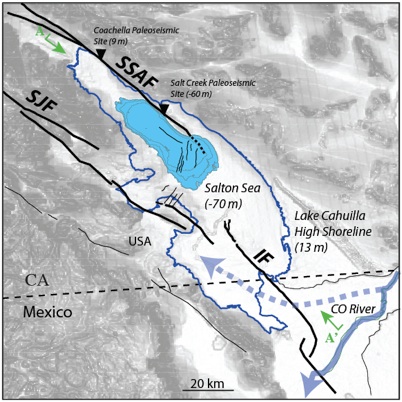 Coachella Paleoseismic
Site (9 m)
A
SSAF
Salt Creek Paleoseismic
Site (-60 m)
SJF
Salton Sea
(-70 m)
Lake Cahuilla
High Shoreline
(13 m)
USA
IF
CA
Mexico
CO River
A'
20 km